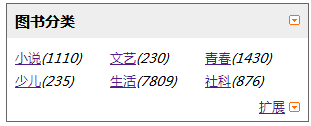 图书分类
小说(1110) 文艺(230) 青春(1430)
少儿(235) 生活(7809) 社科(876)
扩展